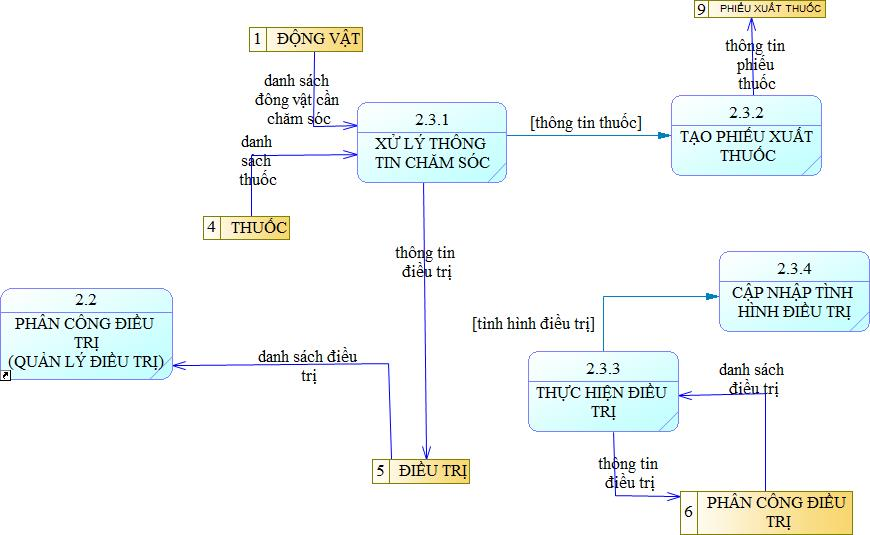 9 PHIẾU XUẤT THUỐC
thông tin
phiếu
thuốc
1 ĐỘNG VẬT
danh sách
đông vật cần
chăm sóc
2.3.1
XỬ LÝ THÔNG
TIN CHĂM SÓC
[thông tin thuốc]
2.3.2
TẠO PHIẾU XUẤT
THUỐC
danh
sách
thuốc
4 THUỐC
thông tin
điều trị
2.2
PHÂN CÔNG ĐIỀU
TRỊ
(QUẢN LÝ ĐIỀU TRỊ)
danh sách điều
trị
5 ĐIỀU TRỊ
2.3.4
CẬP NHẬP TÌNH
HÌNH ĐIỀU TRỊ
[tình hình điều trị]
2.3.3
THỰC HIỆN ĐIỀU
TRỊ
danh sách
điều trị
thông tin
điều trị
6 PHÂN CÔNG ĐIỀU
TRỊ